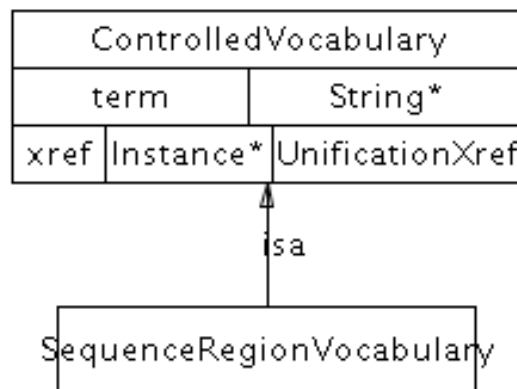 ControlledVocabulary
term String*
xref Instance* UnificationXref
isa
SequenceRegionVocabulary